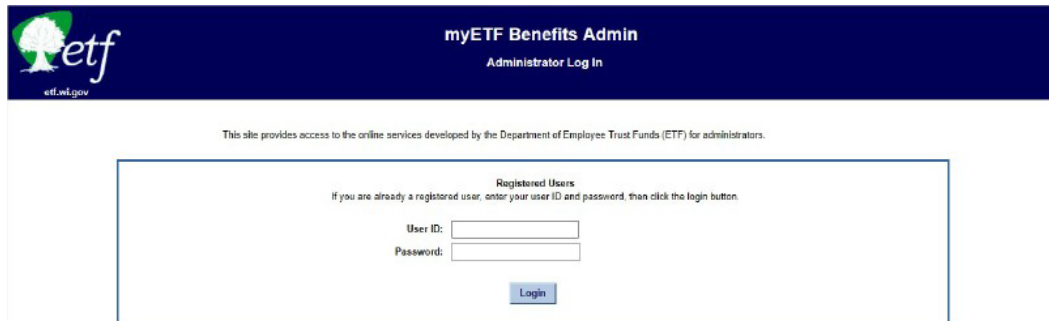 etf
etf.wi.gov
myETF Benefits Admin
Administrator Log In
This site provides access to the online services developed by the Department of Employee Trust Funds (ETF) for administrators.
Registered Users
If you are already a registered user, enter your user ID and password, then click the login button.
User ID:
Password:
Login